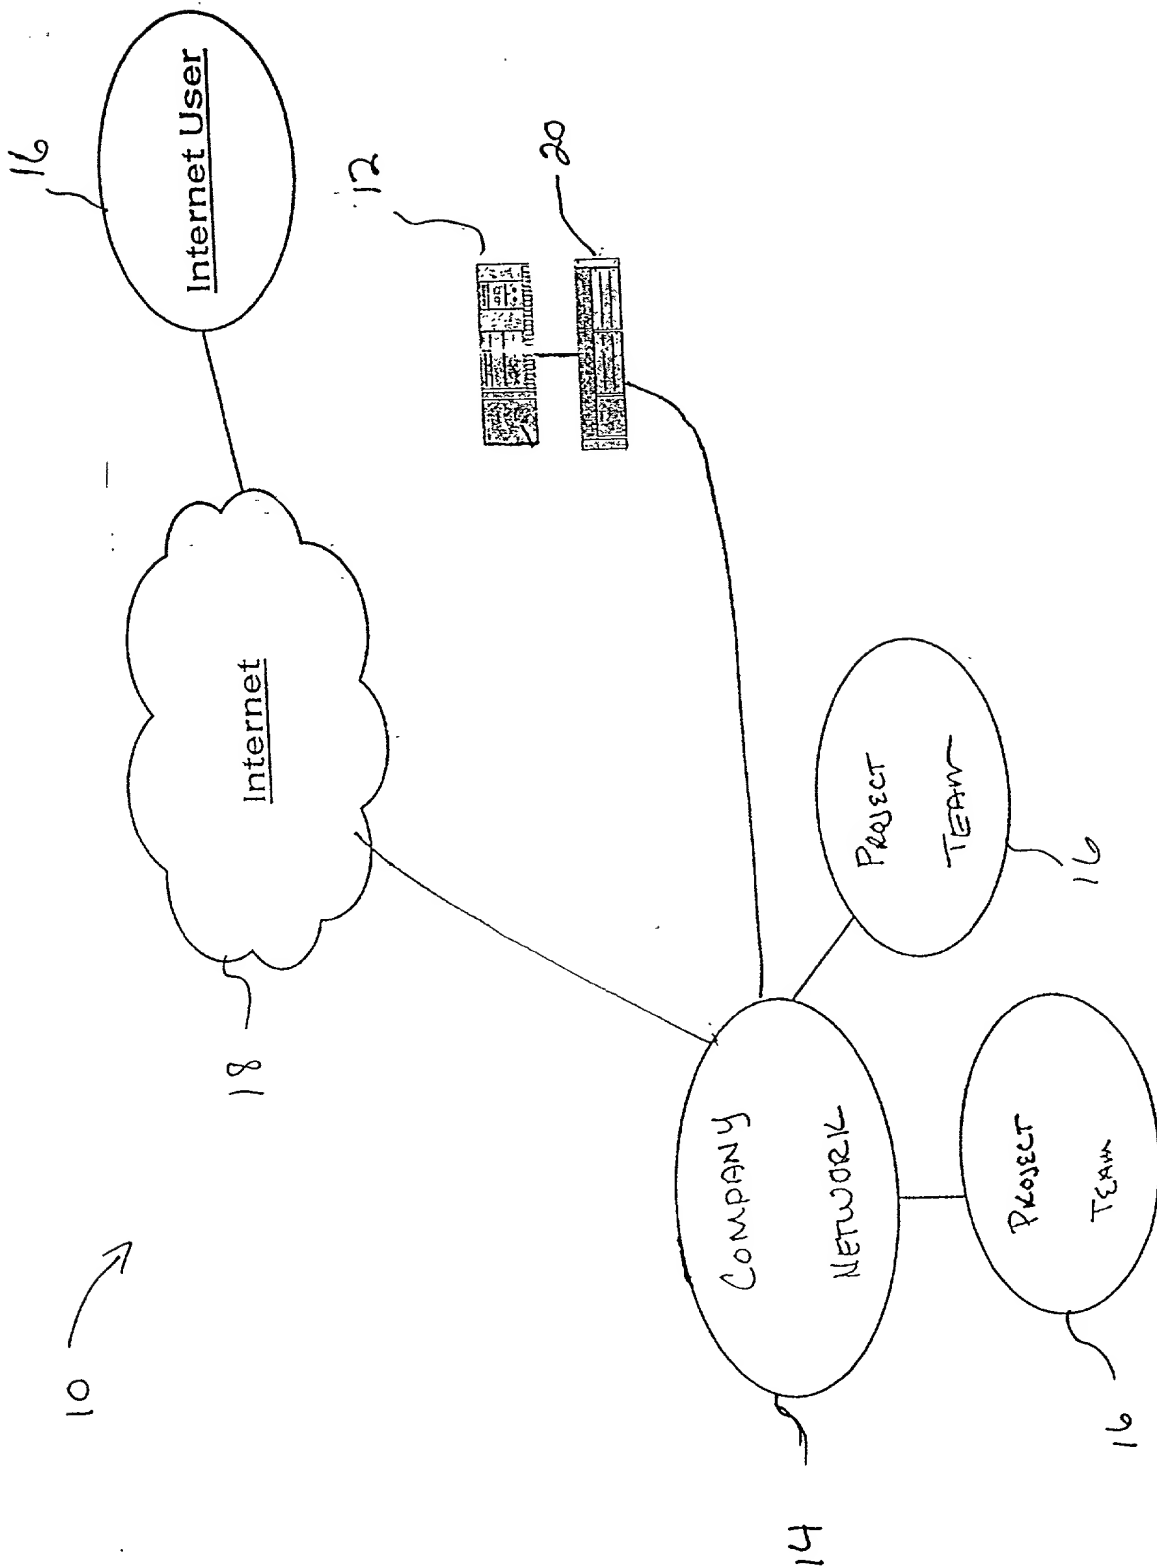 10
18
Internet
16
Internet User
12
20
14
COMPANY
NETWORK
PROJECT
TEAM
16
PROJECT
TEAM
16